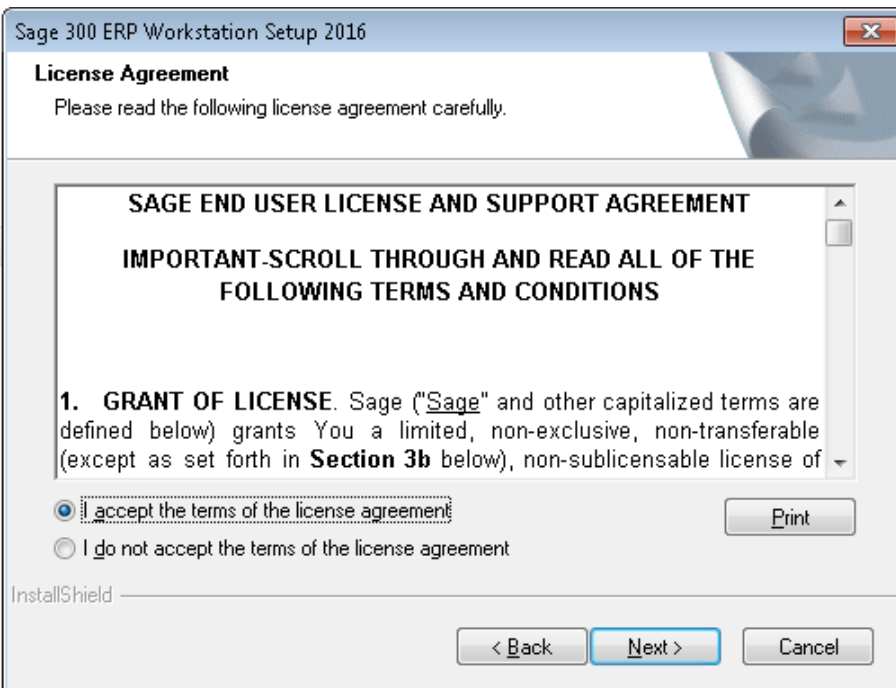 Sage 300 ERP Workstation Setup 2016
License Agreement
Please read the following license agreement carefully.
SAGE END USER LICENSE AND SUPPORT AGREEMENT
IMPORTANT-SCROLL THROUGH AND READ ALL OF THE
FOLLOWING TERMS AND CONDITIONS
1. GRANT OF LICENSE. Sage ("Sage" and other capitalized terms are
defined below) grants You a limited, non-exclusive, non-transferable
(except as set forth in Section 3b below), non-sublicensable license of
I accept the terms of the license agreement
Print
I do not accept the terms of the license agreement
InstallShield
< Back
Next >
Cancel